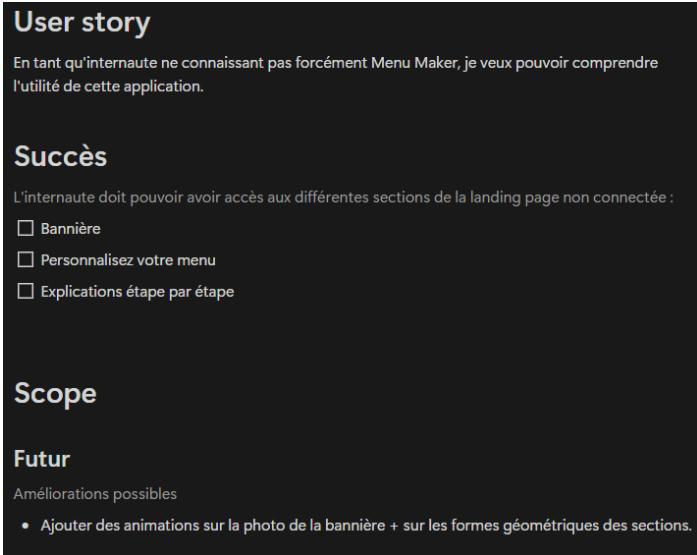 User story
En tant qu'internaute ne connaissant pas forcément Menu Maker, je veux pouvoir comprendre
l'utilité de cette application.
Succès
L'internaute doit pouvoir avoir accès aux différentes sections de la landing page non connectée :
Bannière
Personnalisez votre menu
Explications étape par étape
Scope
Futur
Améliorations possibles
• Ajouter des animations sur la photo de la bannière + sur les formes géométriques des sections.